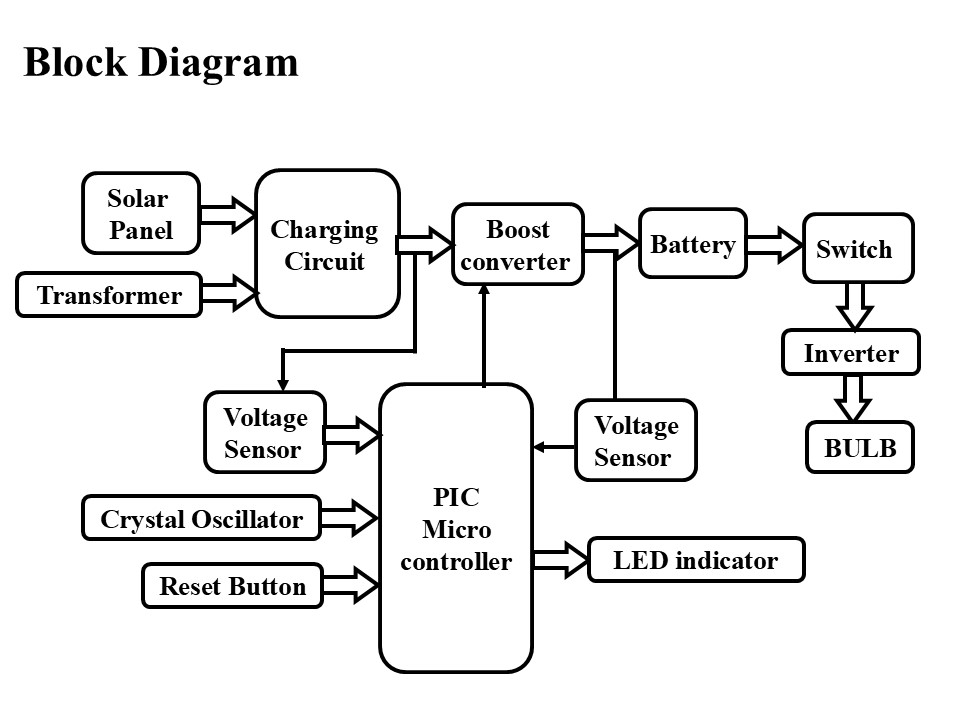 Block Diagram
Solar
Panel
Transformer
Charging
Circuit
Boost
converter
Battery
Switch
Inverter
BULB
Voltage
Sensor
Crystal Oscillator
Reset Button
PIC
Micro
controller
Voltage
Sensor
LED indicator